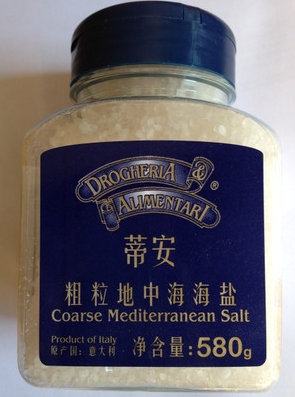 DROGHERIA &
ALIMENTARI ®
蒂安
粗粒地中海海盐
Coarse Mediterranean Salt
Product of Italy
原产国：意大利 · 净含量：580g